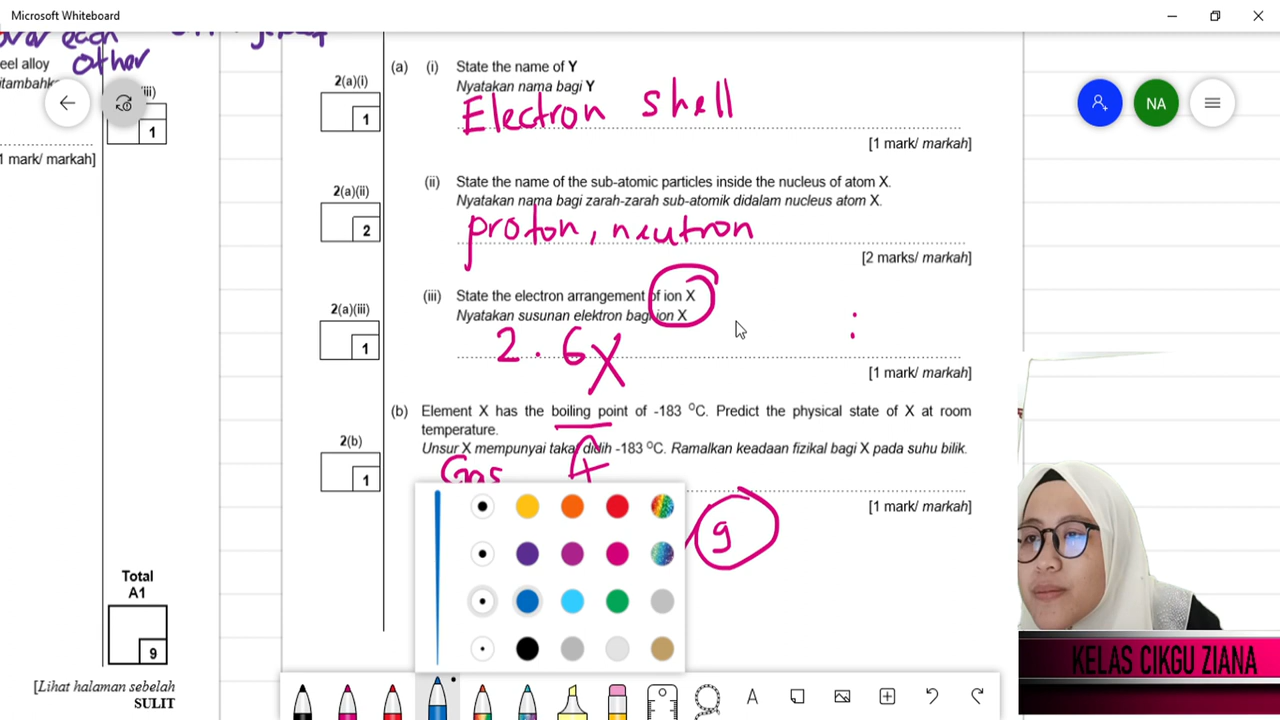 Microsoft Whiteboard
over each
other
eel alloy
itambahk
iii)
1
1 mark/ markah]
(a) (i) State the name of Y
2(a)(i)
Nyatakan nama bagi Y
Electron shell
1
[1 mark/ markah]
NA
(ii) State the name of the sub-atomic particles inside the nucleus of atom X.
2(a)(ii)
Nyatakan nama bagi zarah-zarah sub-atomik didalam nucleus atom X.
proton, neutron
2
[2 marks/ markah]
(iii) State the electron arrangement of ion X
2(a)(iii)
Nyatakan susunan elektron bagi ion X
2.6 X
:
1
[1 mark/ markah]
(b) Element X has the boiling point of -183 ⁰C. Predict the physical state of X at room
temperature.
2(b)
Unsur X mempunyai takat didih -183 ⁰C. Ramalkan keadaan fizikal bagi X pada suhu bilik.
Gas
1
[1 mark/ markah]
g
Total
A1
9
[Lihat halaman sebelah
SULIT
KELAS CIKGU ZIANA
A